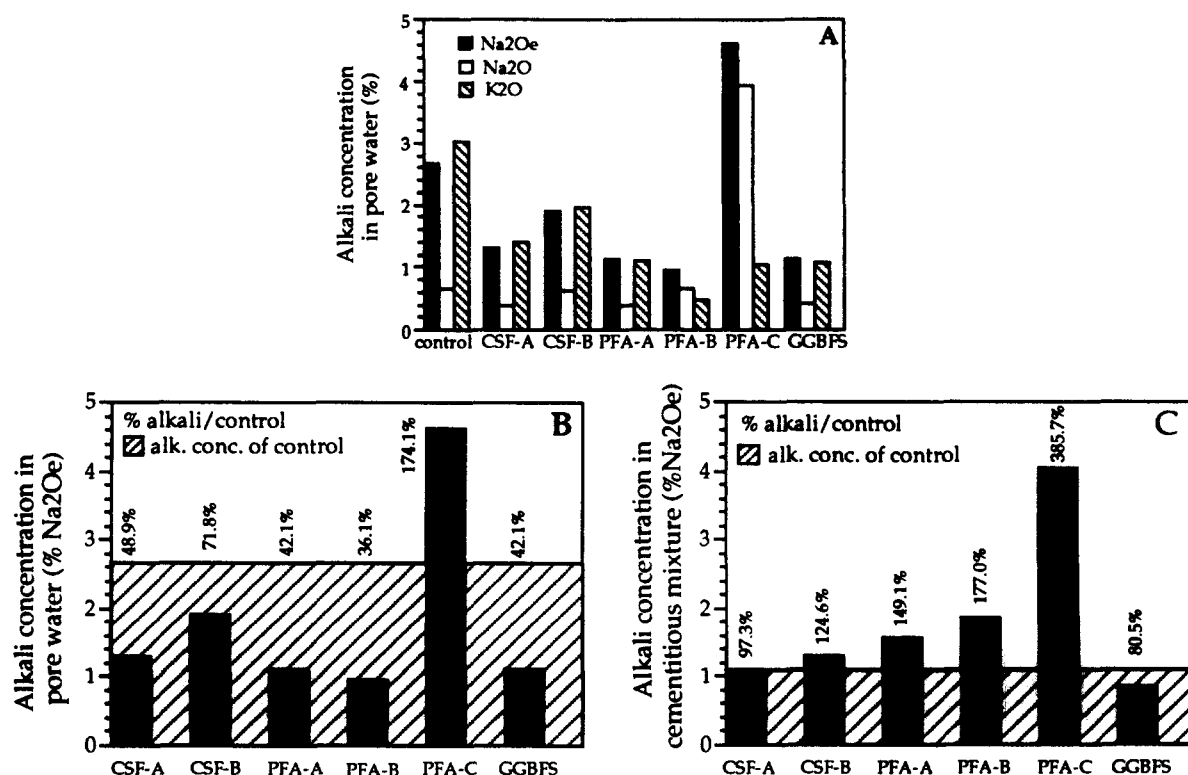 A
5
4
3
2
1
0
Alkali concentration
in pore water (%)
Na2Oe
Na2O
K2O
control CSF-A CSF-B PFA-A PFA-B PFA-C GGBFS
B
5
4
3
2
1
0
Alkali concentration in
pore water (% Na2Oe)
% alkali/control
alk. conc. of control
48.9%
71.8%
42.1%
36.1%
174.1%
42.1%
CSF-A CSF-B PFA-A PFA-B PFA-C GGBFS
C
5
4
3
2
1
0
Alkali concentration in
cementitious mixture (%Na2Oe)
% alkali/control
alk. conc. of control
97.3%
124.6%
149.1%
177.0%
385.7%
80.5%
CSF-A CSF-B PFA-A PFA-B PFA-C GGBFS